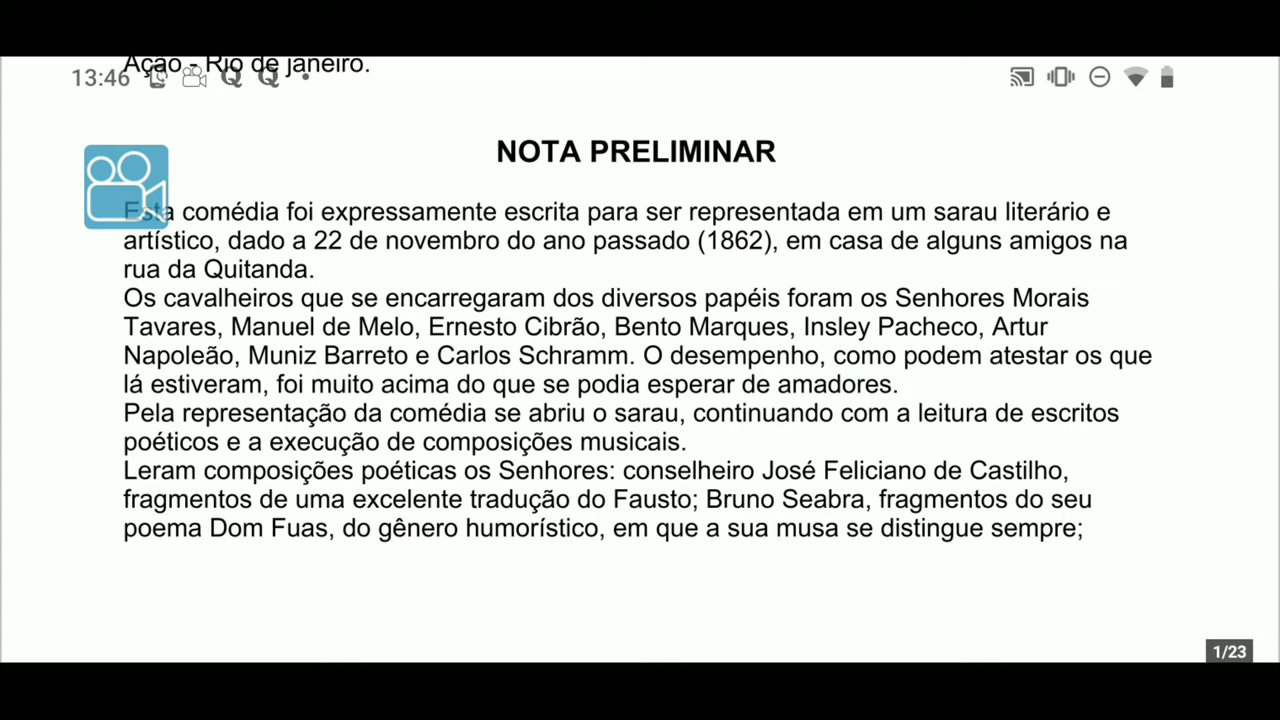 Ação - Rio de janeiro.
13:46
NOTA PRELIMINAR
Esta comédia foi expressamente escrita para ser representada em um sarau literário e
artístico, dado a 22 de novembro do ano passado (1862), em casa de alguns amigos na
rua da Quitanda.
Os cavalheiros que se encarregaram dos diversos papéis foram os Senhores Morais
Tavares, Manuel de Melo, Ernesto Cibrão, Bento Marques, Insley Pacheco, Artur
Napoleão, Muniz Barreto e Carlos Schramm. O desempenho, como podem atestar os que
lá estiveram, foi muito acima do que se podia esperar de amadores.
Pela representação da comédia se abriu o sarau, continuando com a leitura de escritos
poéticos e a execução de composições musicais.
Leram composições poéticas os Senhores: conselheiro José Feliciano de Castilho,
fragmentos de uma excelente tradução do Fausto; Bruno Seabra, fragmentos do seu
poema Dom Fuas, do gênero humorístico, em que a sua musa se distingue sempre;
1/23